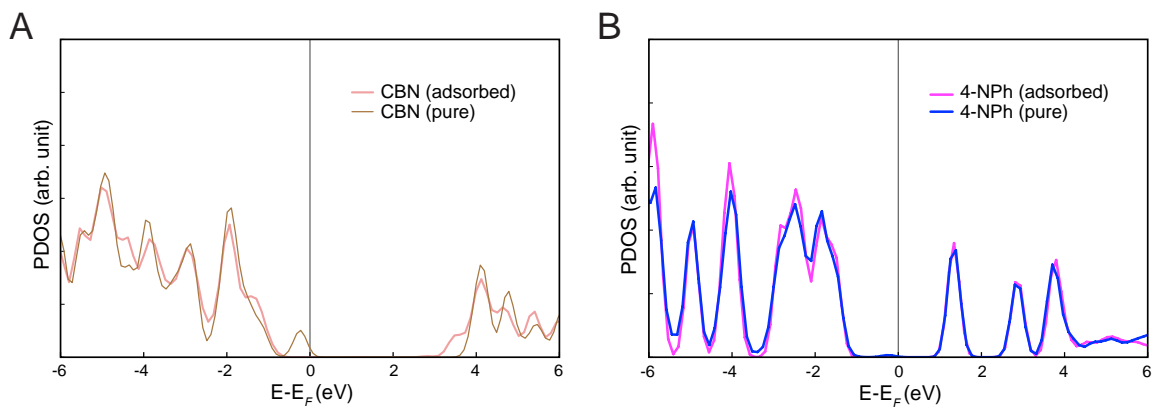 A
PDOS (arb. unit)
CBN (adsorbed)
CBN (pure)
-6 -4 -2 0 2 4 6
E-E_F (eV)
B
PDOS (arb. unit)
4-NPh (adsorbed)
4-NPh (pure)
-6 -4 -2 0 2 4 6
E-E_F (eV)